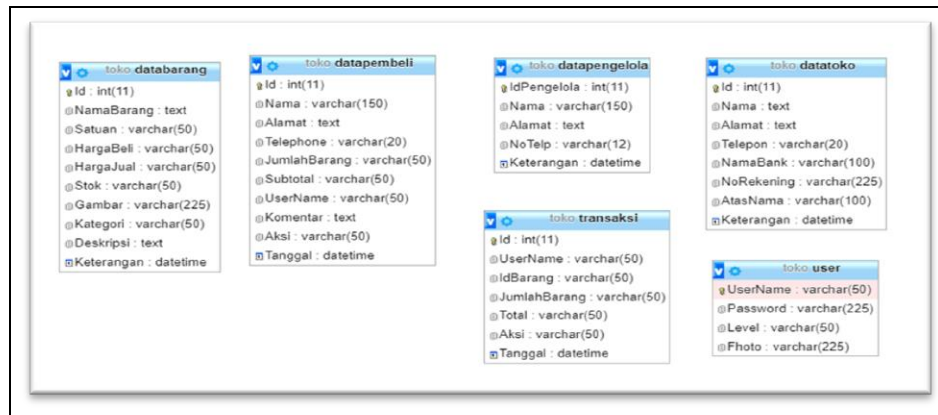 toko databarang
Id : int(11)
NamaBarang : text
Satuan : varchar(50)
HargaBeli : varchar(50)
HargaJual : varchar(50)
Stok : varchar(50)
Gambar : varchar(225)
Kategori : varchar(50)
Deskripsi : text
Keterangan : datetime
toko datapembeli
Id : int(11)
Nama : varchar(150)
Alamat : text
Telephone : varchar(20)
JumlahBarang : varchar(50)
Subtotal : varchar(50)
UserName : varchar(50)
Komentar : text
Aksi : varchar(50)
Tanggal : datetime
toko datapengelola
IdPengelola : int(11)
Nama : varchar(150)
Alamat : text
NoTelp : varchar(12)
Keterangan : datetime
toko datatoko
Id : int(11)
Nama : text
Alamat : text
Telepon : varchar(20)
NamaBank : varchar(100)
NoRekening : varchar(225)
AtasNama : varchar(100)
Keterangan : datetime
toko transaksi
Id : int(11)
UserName : varchar(50)
IdBarang : varchar(50)
JumlahBarang : varchar(50)
Total : varchar(50)
Aksi : varchar(50)
Tanggal : datetime
toko user
UserName : varchar(50)
Password : varchar(225)
Level : varchar(50)
Fhoto : varchar(225)